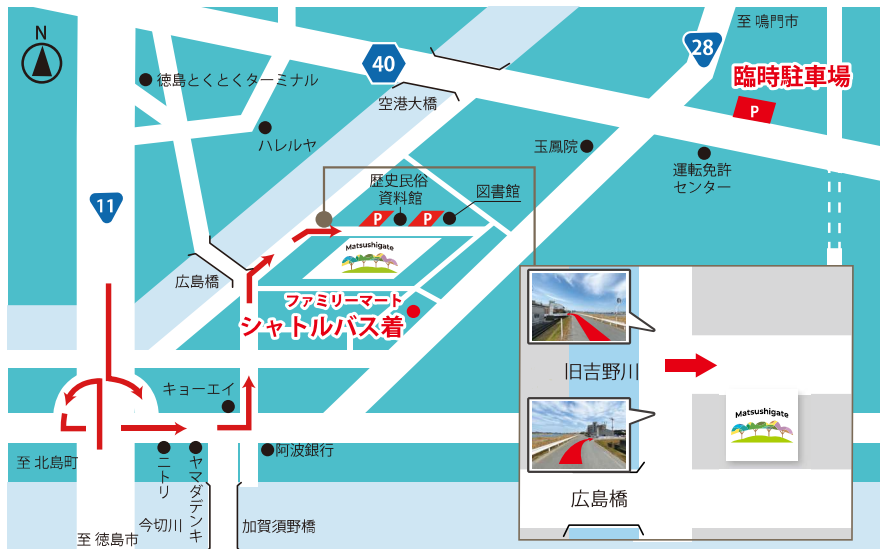 N
至 鳴門市
28
40
臨時駐車場
P
徳島とくとくターミナル
空港大橋
ハレルヤ
玉鳳院
運転免許
センター
歴史民俗
資料館
図書館
P
P
11
Matsushigate
広島橋
ファミリーマート
シャトルバス着
旧吉野川
キョーエイ
Matsushigate
阿波銀行
至 北島町
ニトリ
ヤマダデンキ
広島橋
今切川
加賀須野橋
至 徳島市